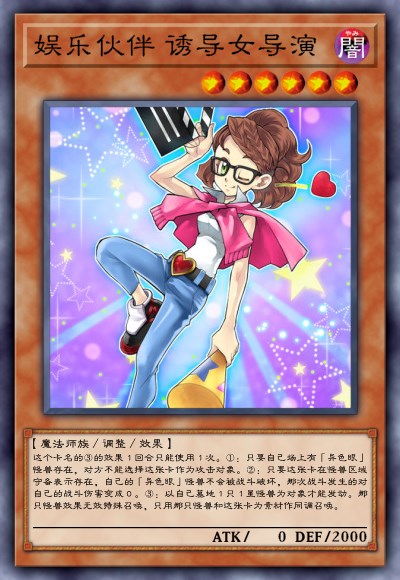 娱乐伙伴 诱导女导演
やみ
闇
【魔法师族／调整／效果】
这个卡名的③的效果1回合只能使用1次。①：只要自己场上有「异色眼」
怪兽存在，对方不能选择这张卡作为攻击对象。②：只要这张卡在怪兽区域
守备表示存在，自己的「异色眼」怪兽不会被战斗破坏，那次战斗发生的对
自己的战斗伤害变成0。③：以自己墓地1只1星怪兽为对象才能发动。那
只怪兽效果无效特殊召唤，只用那只怪兽和这张卡为素材作同调召唤。
ATK/ 0 DEF/2000